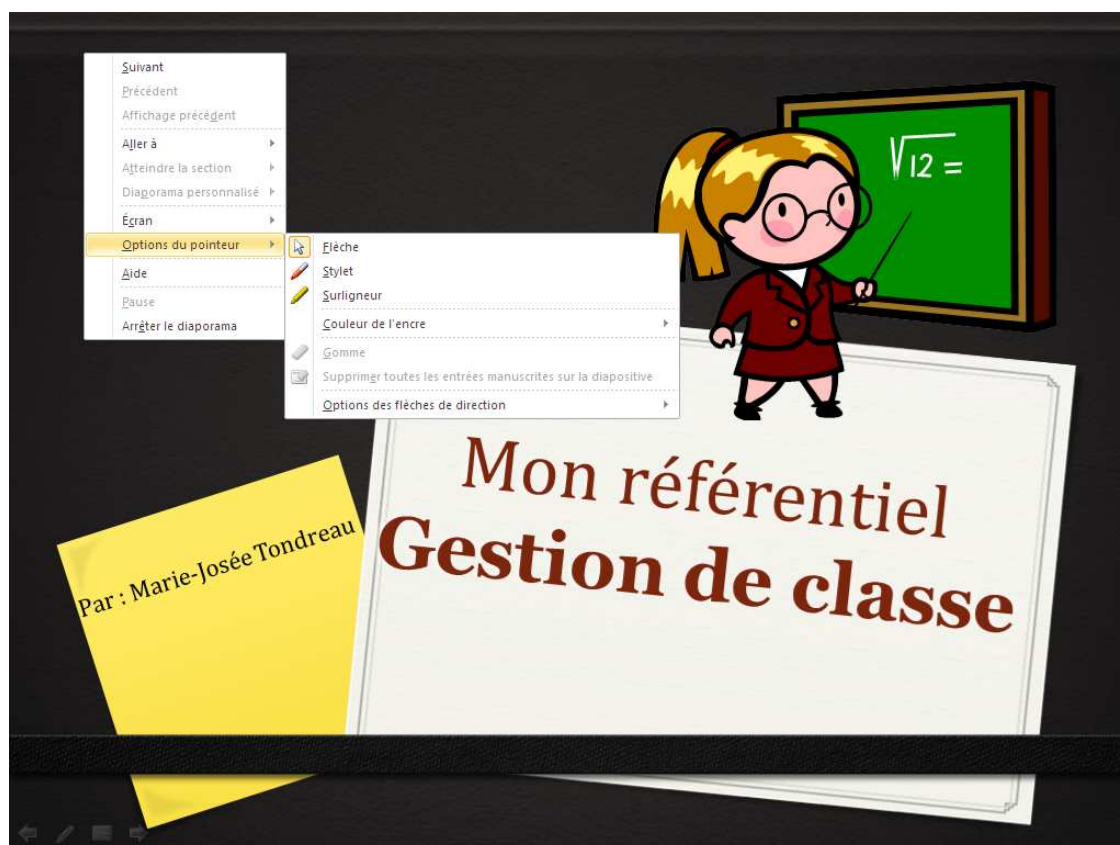 Suivant
Précédent
Affichage précédent
Aller à
Atteindre la section
Diaporama personnalisé
Écran
Options du pointeur
Aide
Pause
Arrêter le diaporama
Flèche
Stylet
Surligneur
Couleur de l'encre
Gomme
Supprimer toutes les entrées manuscrites sur la diapositive
Options des flèches de direction
√12 =
Mon référentiel
Gestion de classe
Par : Marie-Josée Tondreau